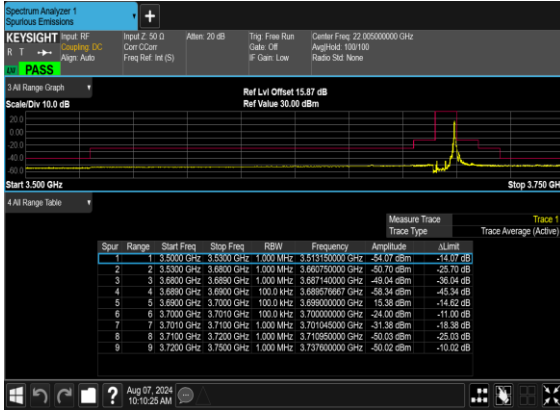 Spectrum Analyzer 1
Spurious Emissions
+
KEYSIGHT Input: RF Input Z: 50 Ω Atten: 20 dB Trig: Free Run Center Freq: 22.005000000 GHz
R T Coupling: DC Corr CCorr Gate: Off Avg|Hold: 100/100
Align: Auto Freq Ref: Int (S) IF Gain: Low Radio Std: None
PASS
3 All Range Graph Ref Lvl Offset 15.87 dB
Scale/Div 10.0 dB Ref Value 30.00 dBm
20.0
0.00
-20.0
-40.0
-60.0
Start 3.500 GHz Stop 3.750 GH
4 All Range Table
Measure Trace Trace 1
Trace Type Trace Average (Active)
Spur Range Start Freq Stop Freq RBW Frequency Amplitude ΔLimit
1 1 3.5000 GHz 3.5300 GHz 1.000 MHz 3.513150000 GHz -54.07 dBm -14.07 dB
2 2 3.5300 GHz 3.6800 GHz 1.000 MHz 3.660750000 GHz -50.70 dBm -25.70 dB
3 3 3.6800 GHz 3.6890 GHz 1.000 MHz 3.687140000 GHz -49.04 dBm -36.04 dB
4 4 3.6890 GHz 3.6900 GHz 100.0 kHz 3.689576667 GHz -58.34 dBm -45.34 dB
5 5 3.6900 GHz 3.7000 GHz 100.0 kHz 3.699000000 GHz 15.38 dBm -14.62 dB
6 6 3.7000 GHz 3.7010 GHz 100.0 kHz 3.700000000 GHz -24.00 dBm -11.00 dB
7 7 3.7010 GHz 3.7100 GHz 1.000 MHz 3.701045000 GHz -31.38 dBm -18.38 dB
8 8 3.7100 GHz 3.7200 GHz 1.000 MHz 3.710950000 GHz -50.03 dBm -25.03 dB
9 9 3.7200 GHz 3.7500 GHz 1.000 MHz 3.737600000 GHz -50.02 dBm -10.02 dB
? Aug 07, 2024
10:10:25 AM